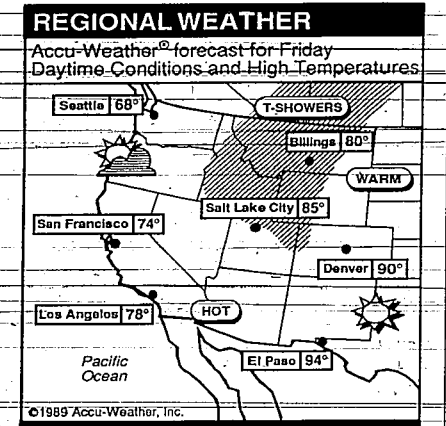 REGIONAL WEATHER
Accu-Weather® forecast for Friday
Daytime Conditions and High Temperatures
Seattle 68°
T-SHOWERS
Billings 80°
WARM
Salt Lake City 85°
San Francisco 74°
Denver 90°
Los Angelos 78°
HOT
El Paso 94°
Pacific
Ocean
©1989 Accu-Weather, Inc.